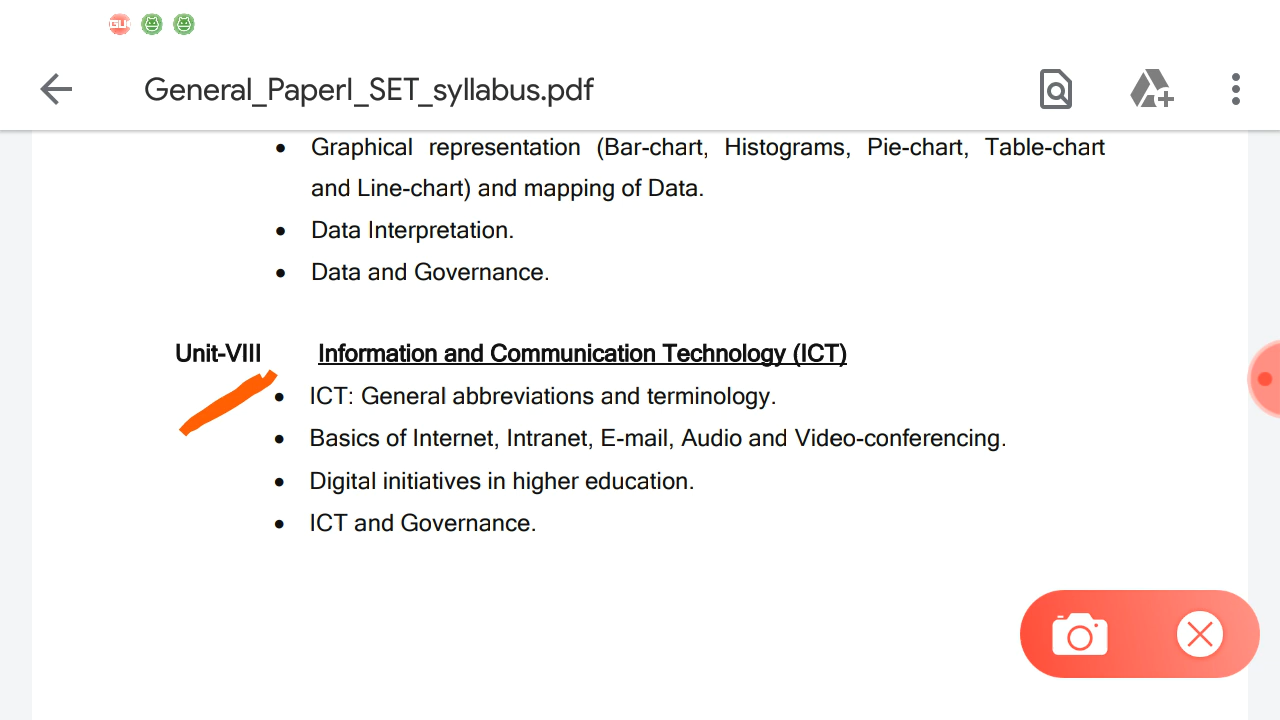 General_PaperI_SET_syllabus.pdf
• Graphical representation (Bar-chart, Histograms, Pie-chart, Table-chart
and Line-chart) and mapping of Data.
• Data Interpretation.
• Data and Governance.
Unit-VIII Information and Communication Technology (ICT)
• ICT: General abbreviations and terminology.
• Basics of Internet, Intranet, E-mail, Audio and Video-conferencing.
• Digital initiatives in higher education.
• ICT and Governance.